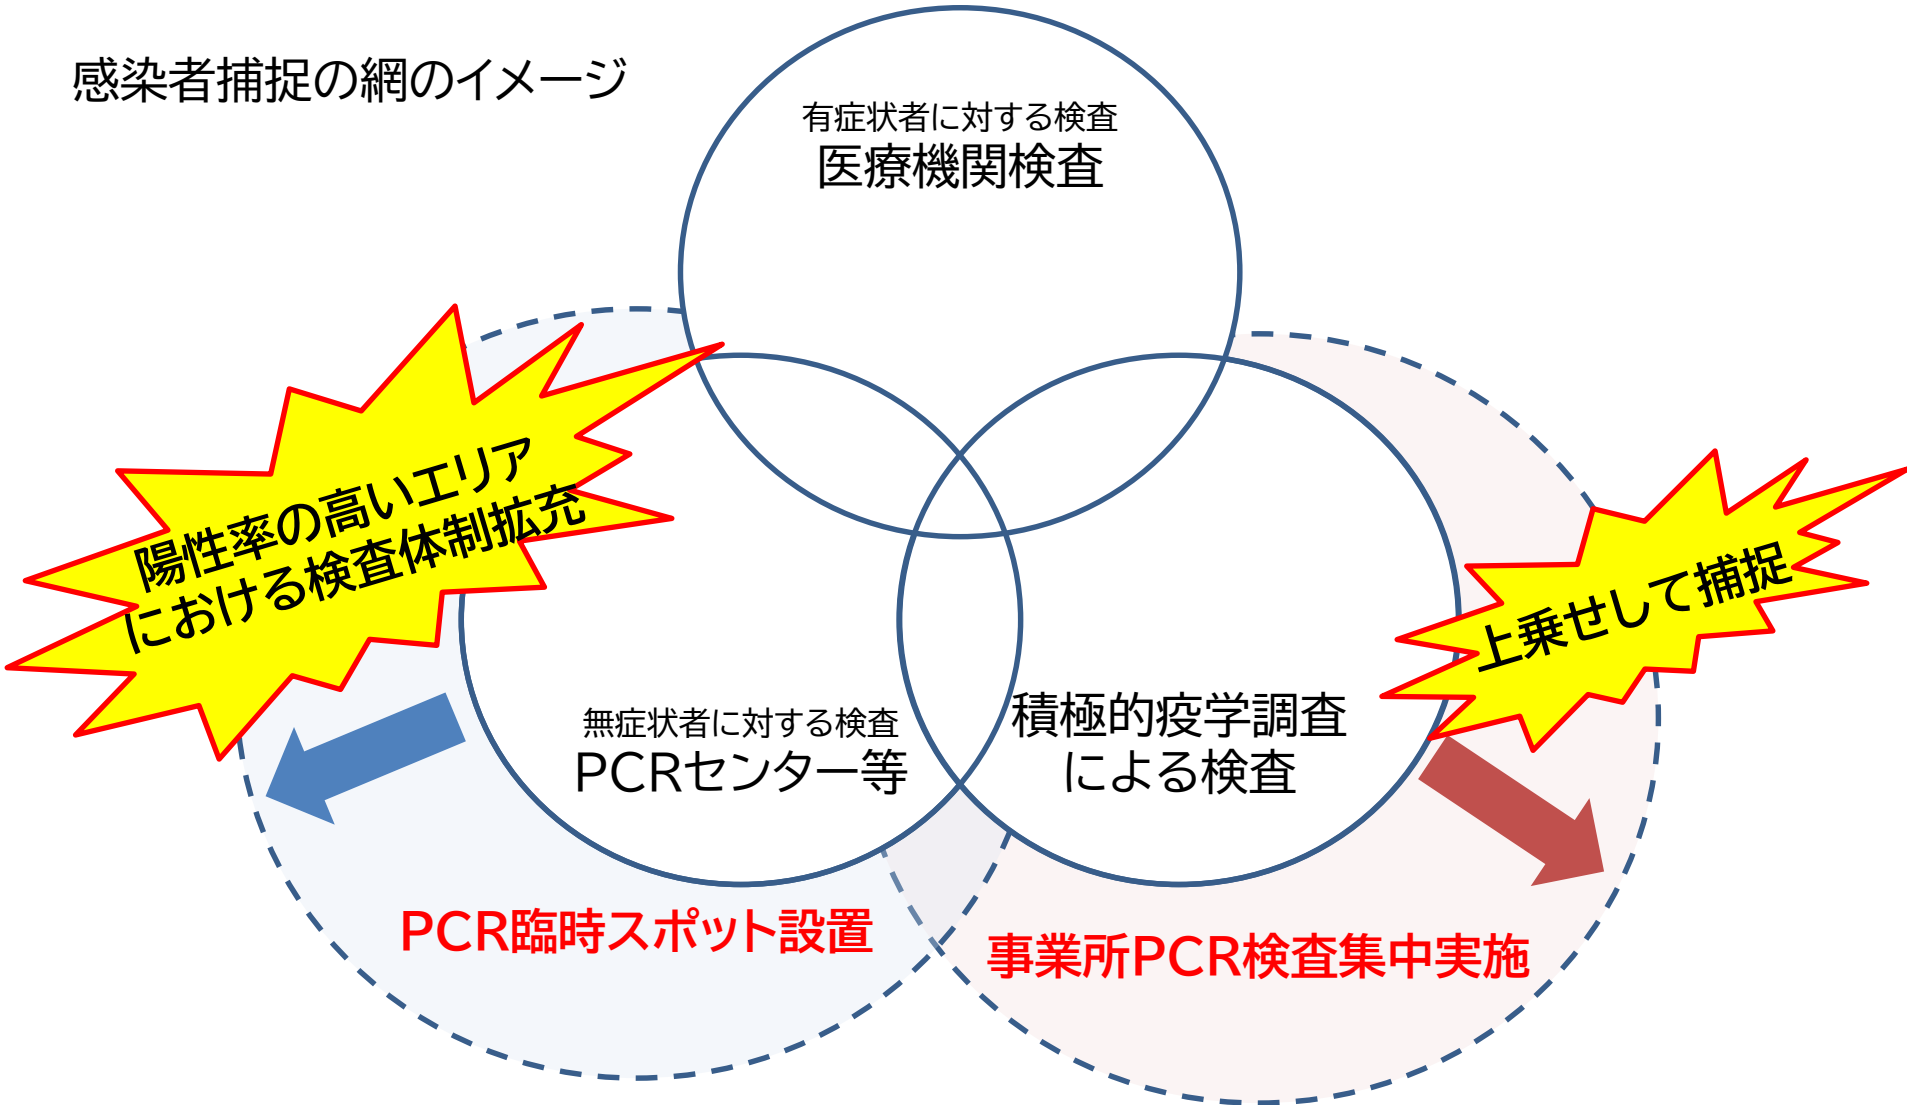 感染者捕捉の網のイメージ
有症状者に対する検査
医療機関検査
陽性率の高いエリア
における検査体制拡充
上乗せして捕捉
無症状者に対する検査
PCRセンター等
積極的疫学調査
による検査
PCR臨時スポット設置
事業所PCR検査集中実施